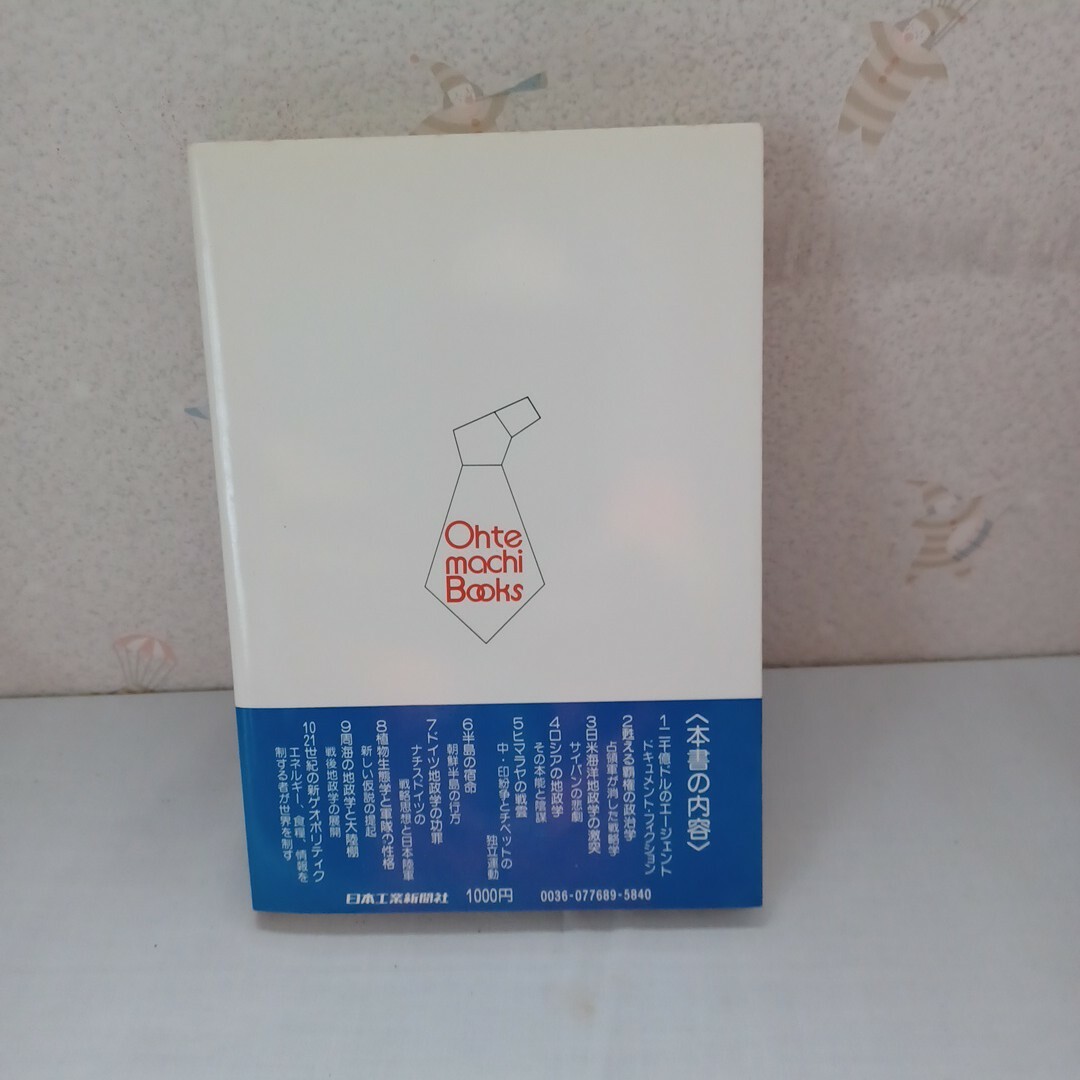 Ohte
machi
Books
〈本書の内容〉
1 二千億ドルのエージェント
ドキュメント・フィクション
2 甦える覇権の政治学
占領軍が消した戦略学
3 日米海洋地政学の激突
サイパンの悲劇
4 ロシアの地政学
その本能と陰謀
5 ヒマラヤの戦雲
中・印紛争とチベットの
独立運動
6 半島の宿命
朝鮮半島の行方
7 ドイツ地政学の功罪
ナチスドイツの
戦略思想と日本陸軍
8 植物生態学と軍隊の性格
新しい仮説の提起
9 周海の地政学と大陸棚
戦後地政学の展開
10 21世紀の新ゲオポリティク
エネルギー、食糧、情報を
制する者が世界を制す
日本工業新聞社 1000円 0036-077689-5840